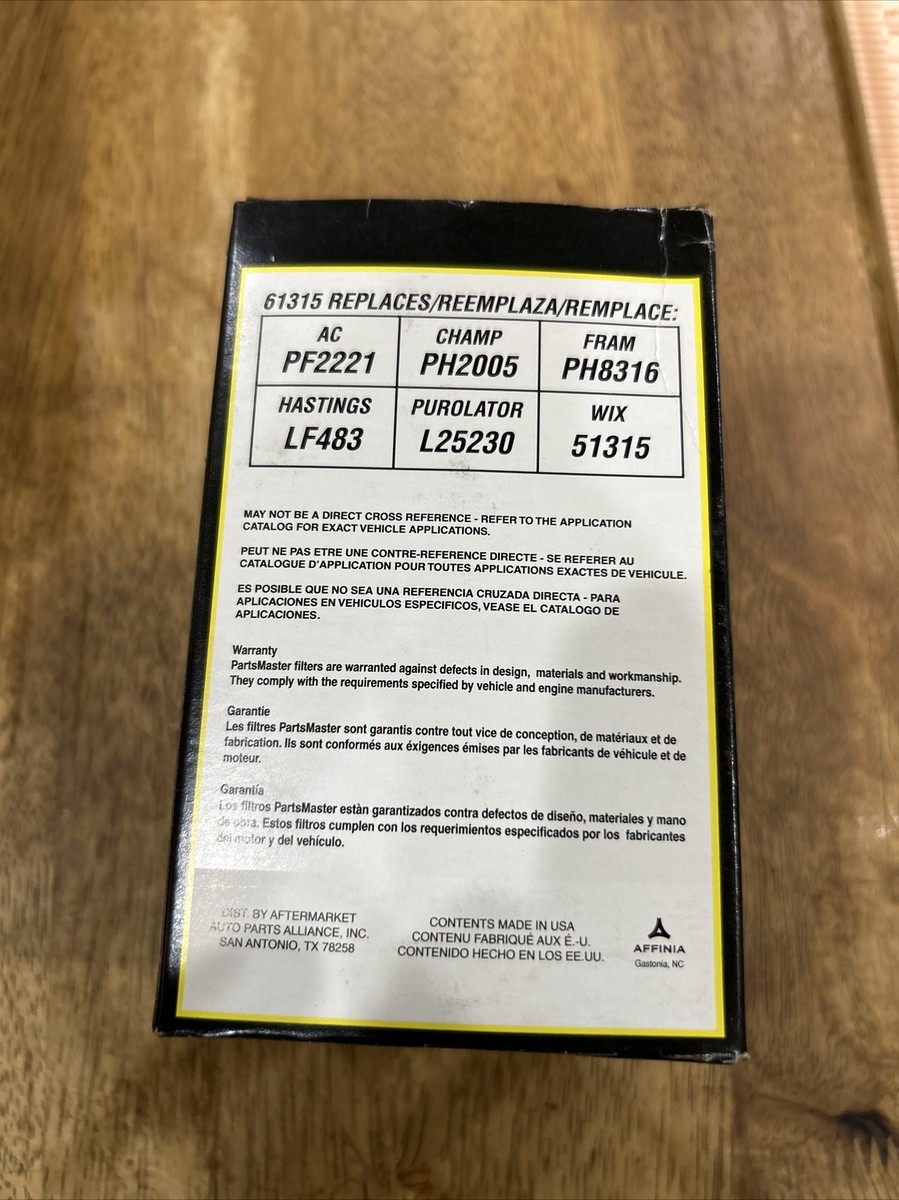 61315 REPLACES/REEMPLAZA/REMPLACE:
AC CHAMP FRAM
PF2221 PH2005 PH8316
HASTINGS PUROLATOR WIX
LF483 L25230 51315
MAY NOT BE A DIRECT CROSS REFERENCE - REFER TO THE APPLICATION
CATALOG FOR EXACT VEHICLE APPLICATIONS.
PEUT NE PAS ETRE UNE CONTRE-REFERENCE DIRECTE - SE REFERER AU
CATALOGUE D'APPLICATION POUR TOUTES APPLICATIONS EXACTES DE VEHICULE.
ES POSIBLE QUE NO SEA UNA REFERENCIA CRUZADA DIRECTA - PARA
APLICACIONES EN VEHICULOS ESPECIFICOS, VEASE EL CATALOGO DE
APLICACIONES.
Warranty
PartsMaster filters are warranted against defects in design, materials and workmanship.
They comply with the requirements specified by vehicle and engine manufacturers.
Garantie
Les filtres PartsMaster sont garantis contre tout vice de conception, de matériaux et de
fabrication. Ils sont conformés aux éxigences émises par les fabricants de véhicule et de
moteur.
Garantía
Los filtros PartsMaster estàn garantizados contra defectos de diseño, materiales y mano
de obra. Estos filtros cumplen con los requerimientos especificados por los fabricantes
del motor y del vehículo.
DIST. BY AFTERMARKET
AUTO PARTS ALLIANCE, INC.
SAN ANTONIO, TX 78258
CONTENTS MADE IN USA
CONTENU FABRIQUÉ AUX É.-U.
CONTENIDO HECHO EN LOS EE.UU.
AFFINIA
Gastonia, NC